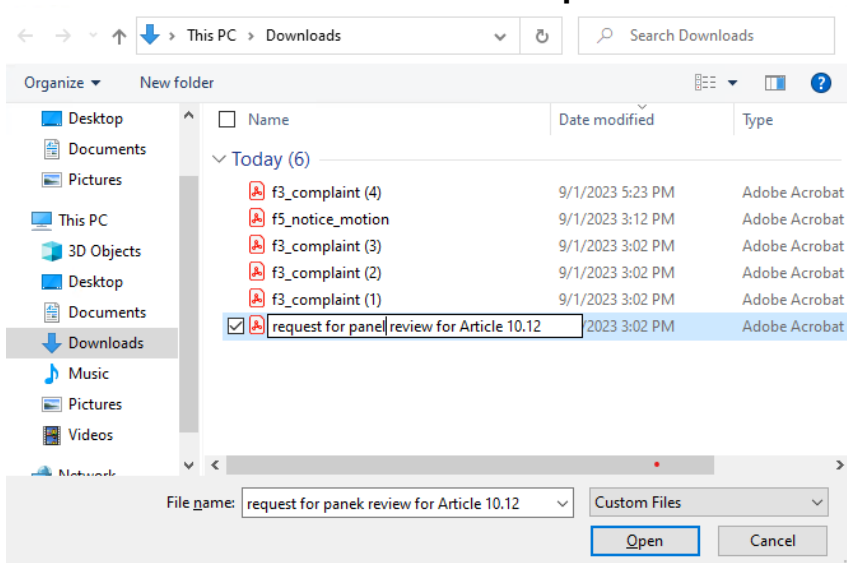 This PC > Downloads
Search Downloads
Organize New folder
Name Date modified Type
Desktop
Documents
Pictures
This PC
3D Objects
Desktop
Documents
Downloads
Music
Pictures
Videos
Network
Today (6)
f3_complaint (4) 9/1/2023 5:23 PM Adobe Acrobat
f5_notice_motion 9/1/2023 3:12 PM Adobe Acrobat
f3_complaint (3) 9/1/2023 3:02 PM Adobe Acrobat
f3_complaint (2) 9/1/2023 3:02 PM Adobe Acrobat
f3_complaint (1) 9/1/2023 3:02 PM Adobe Acrobat
request for panel review for Article 10.12 /2023 3:02 PM Adobe Acrobat
File name: request for panek review for Article 10.12 Custom Files
Open Cancel